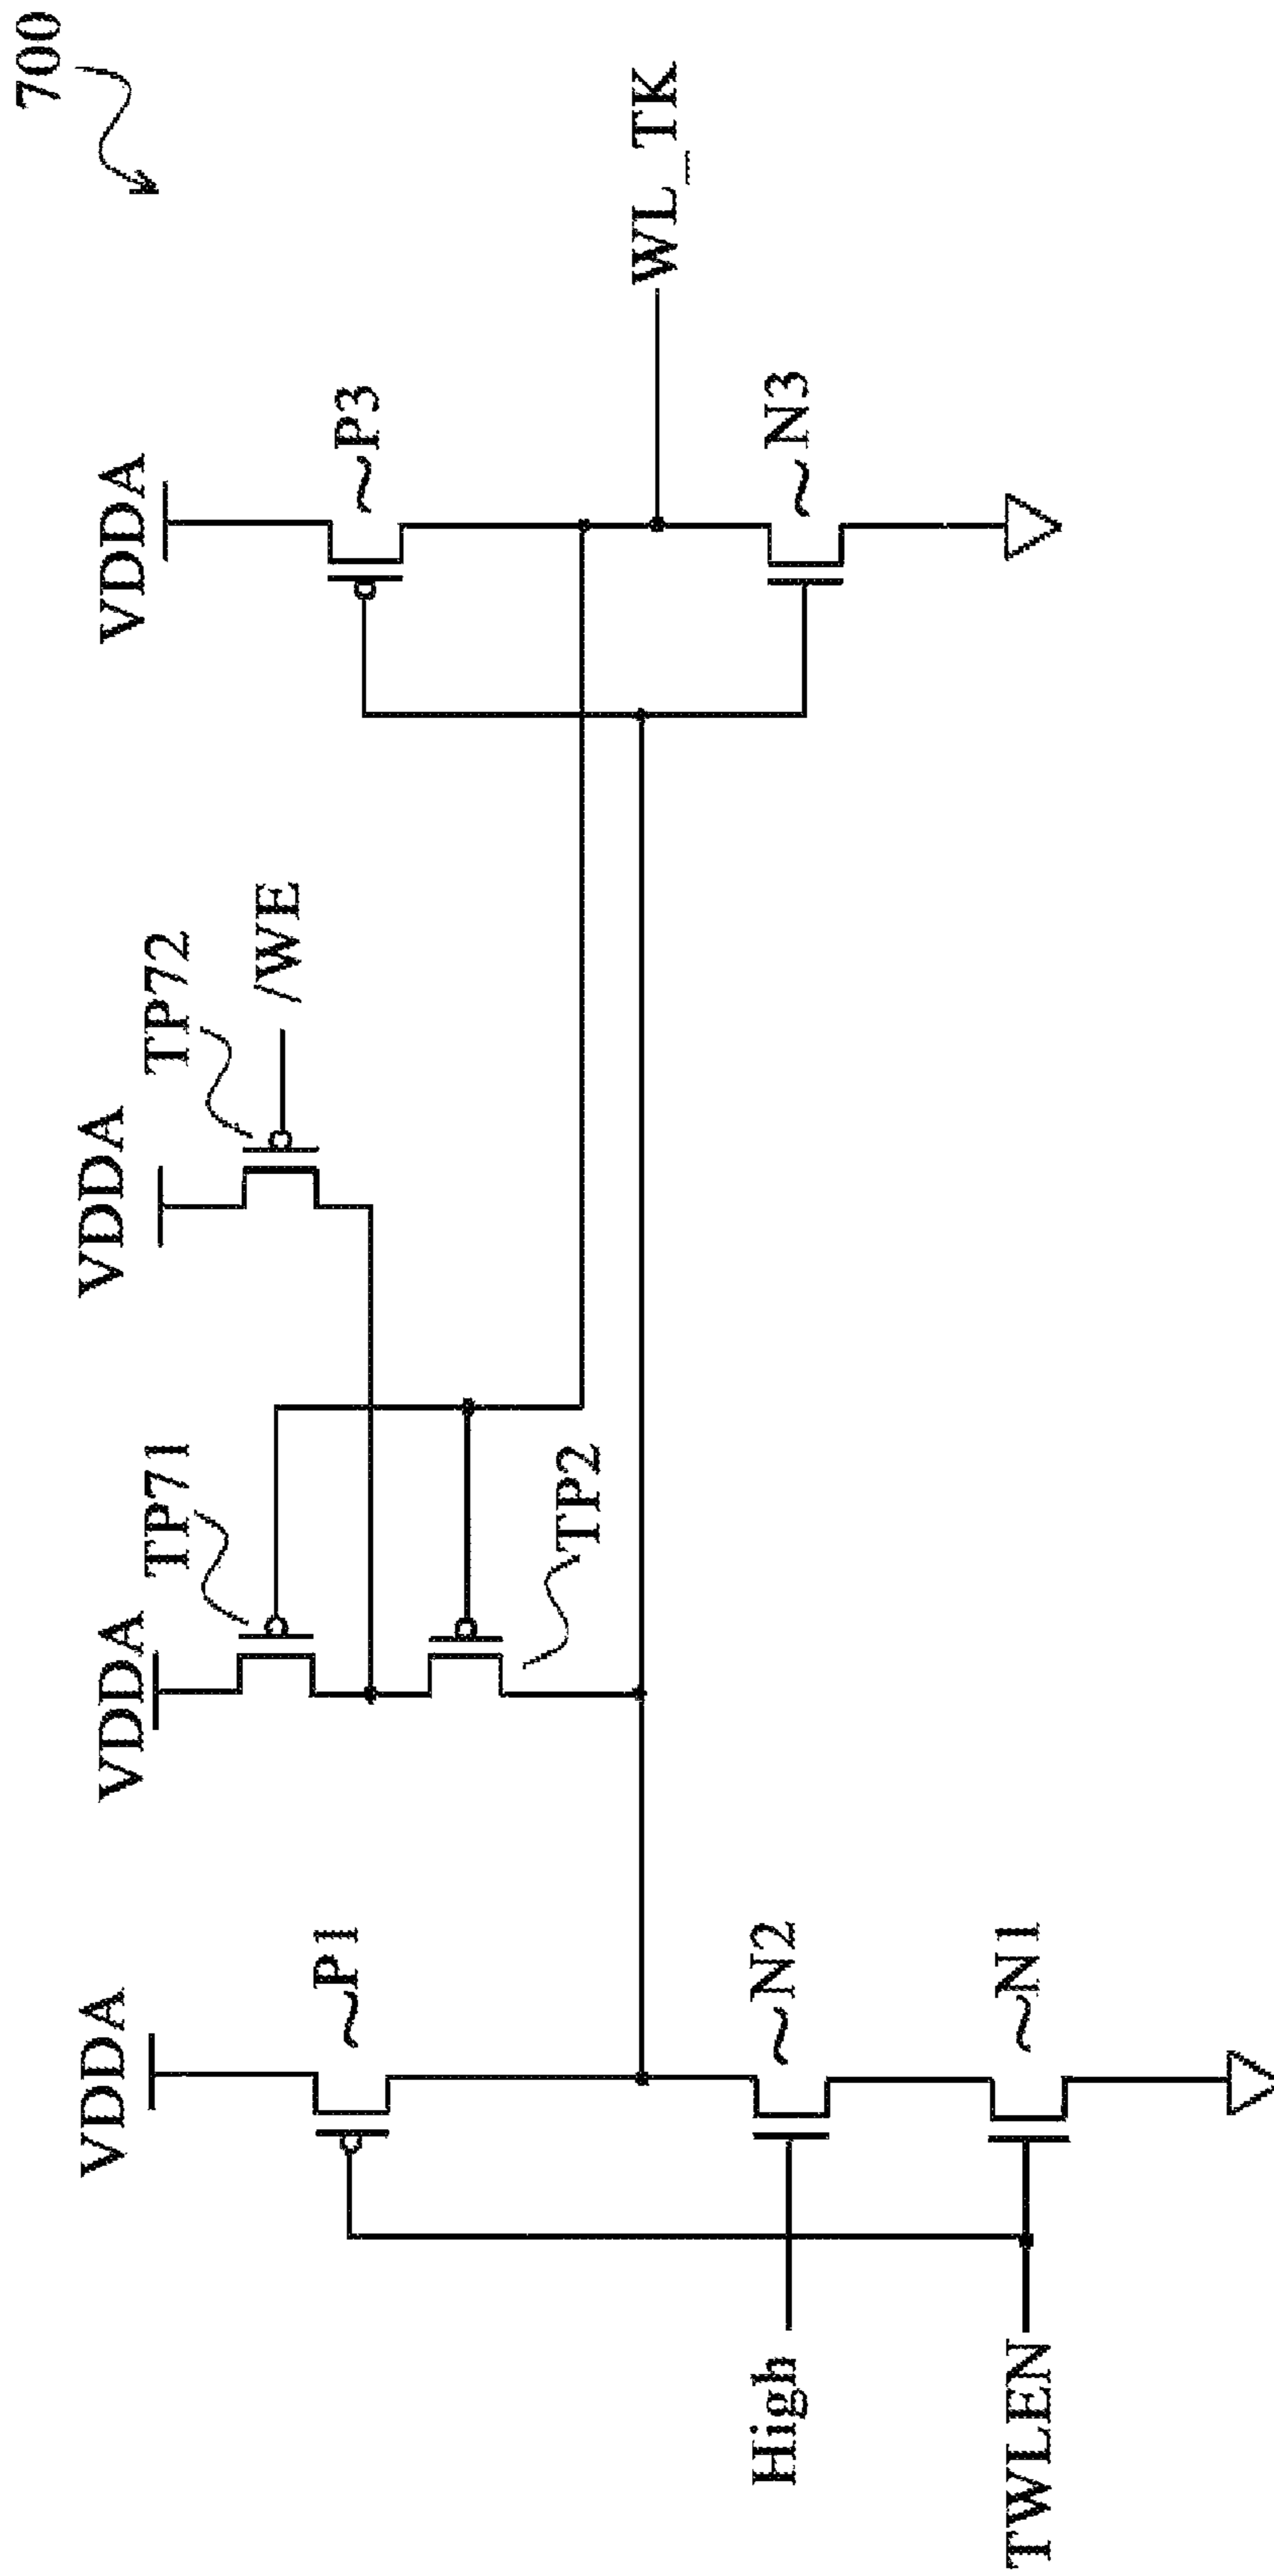 700
VDDA
VDDA
VDDA
VDDA
P1
TP71
TP72
/WE
P3
TP2
WL_TK
High
N2
N3
TWLEN
N1